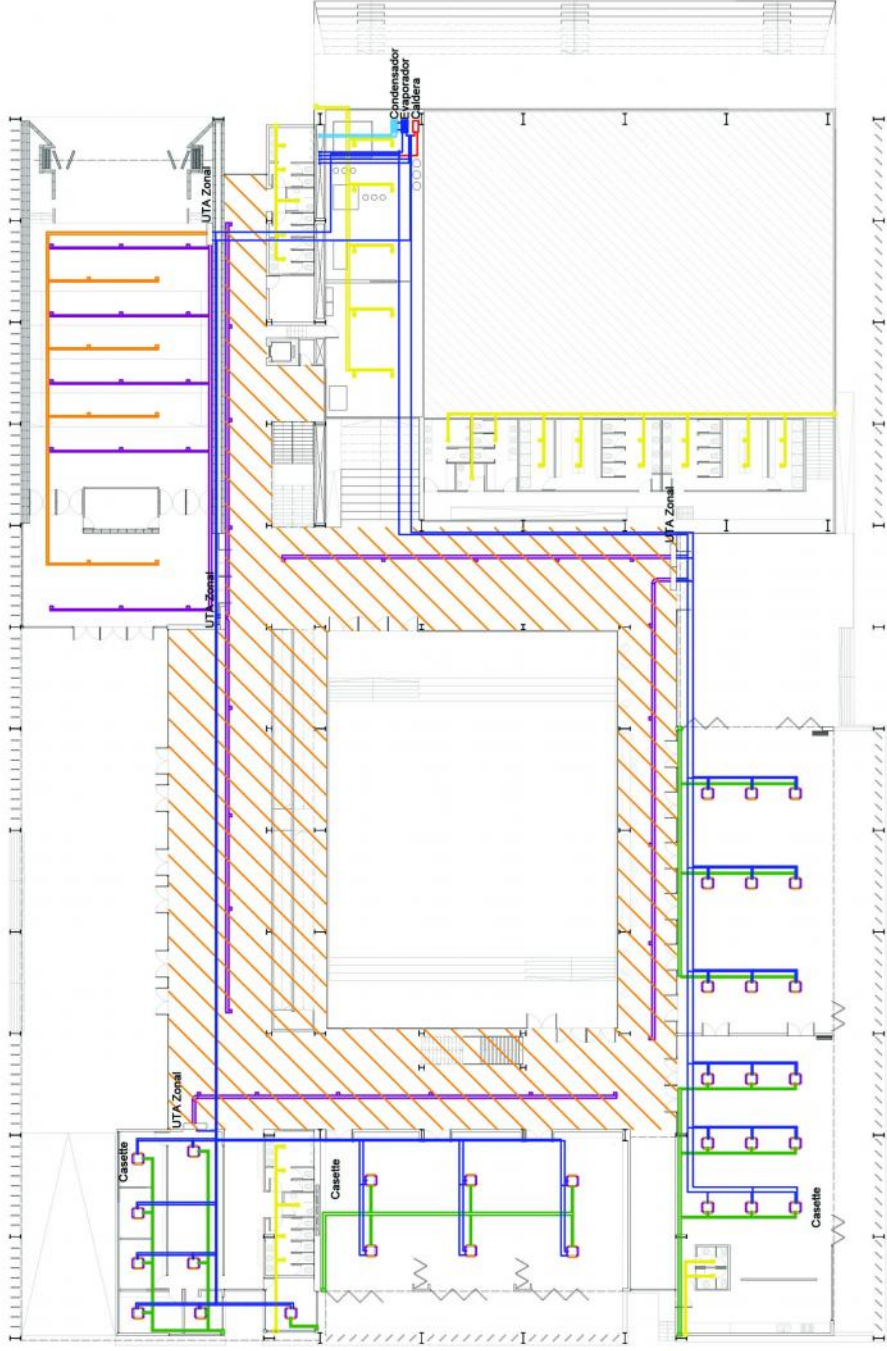 Condensador
Evaporador
Caldera
UTA Zonal
UTA Zonal
UTA Zonal
UTA Zonal
Casette
Casette
Casette